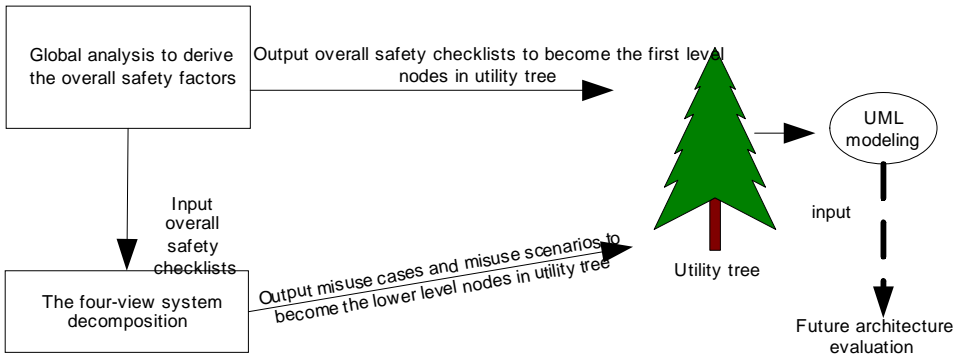 Global analysis to derive
the overall safety factors
Output overall safety checklists to become the first level
nodes in utility tree
UML
modeling
Input
overall
safety
checklists
input
Output misuse cases and misuse scenarios to
become the lower level nodes in utility tree
Utility tree
The four-view system
decomposition
Future architecture
evaluation